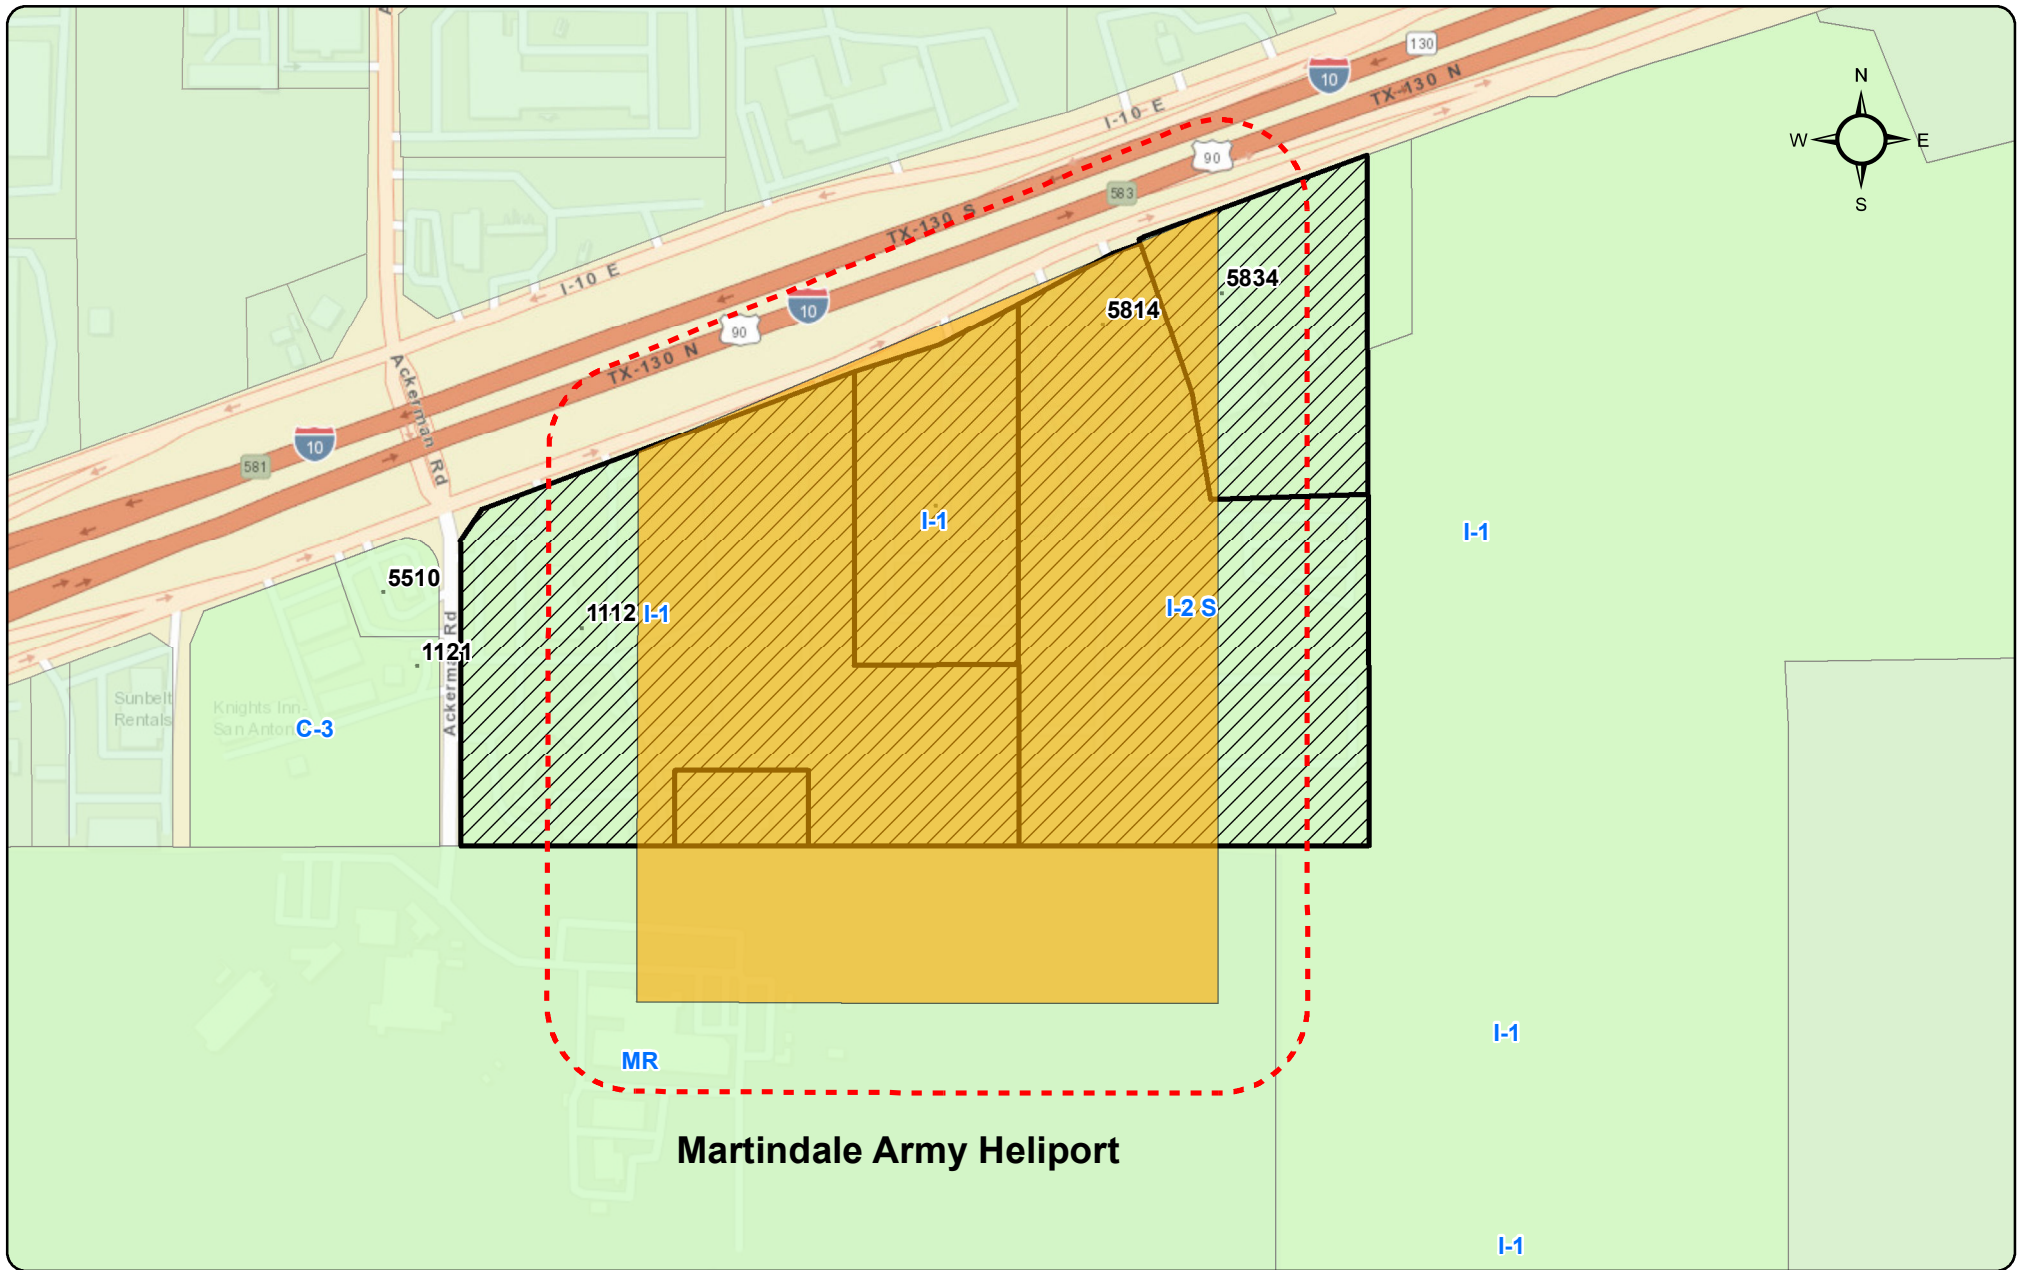 A
130
10
TX-130 N
N
W
E
S
I-10 E
90
583
TX-130 S
I-10 E
10
90
TX-130 N
5834
5814
Ackerman Rd
10
581
I-1
I-1
5510
1112
I-1
I-2 S
1121
Ackerman Rd
Sunbelt
Rentals
Knights Inn-
San Anton
C-3
I-1
MR
Martindale Army Heliport
I-1